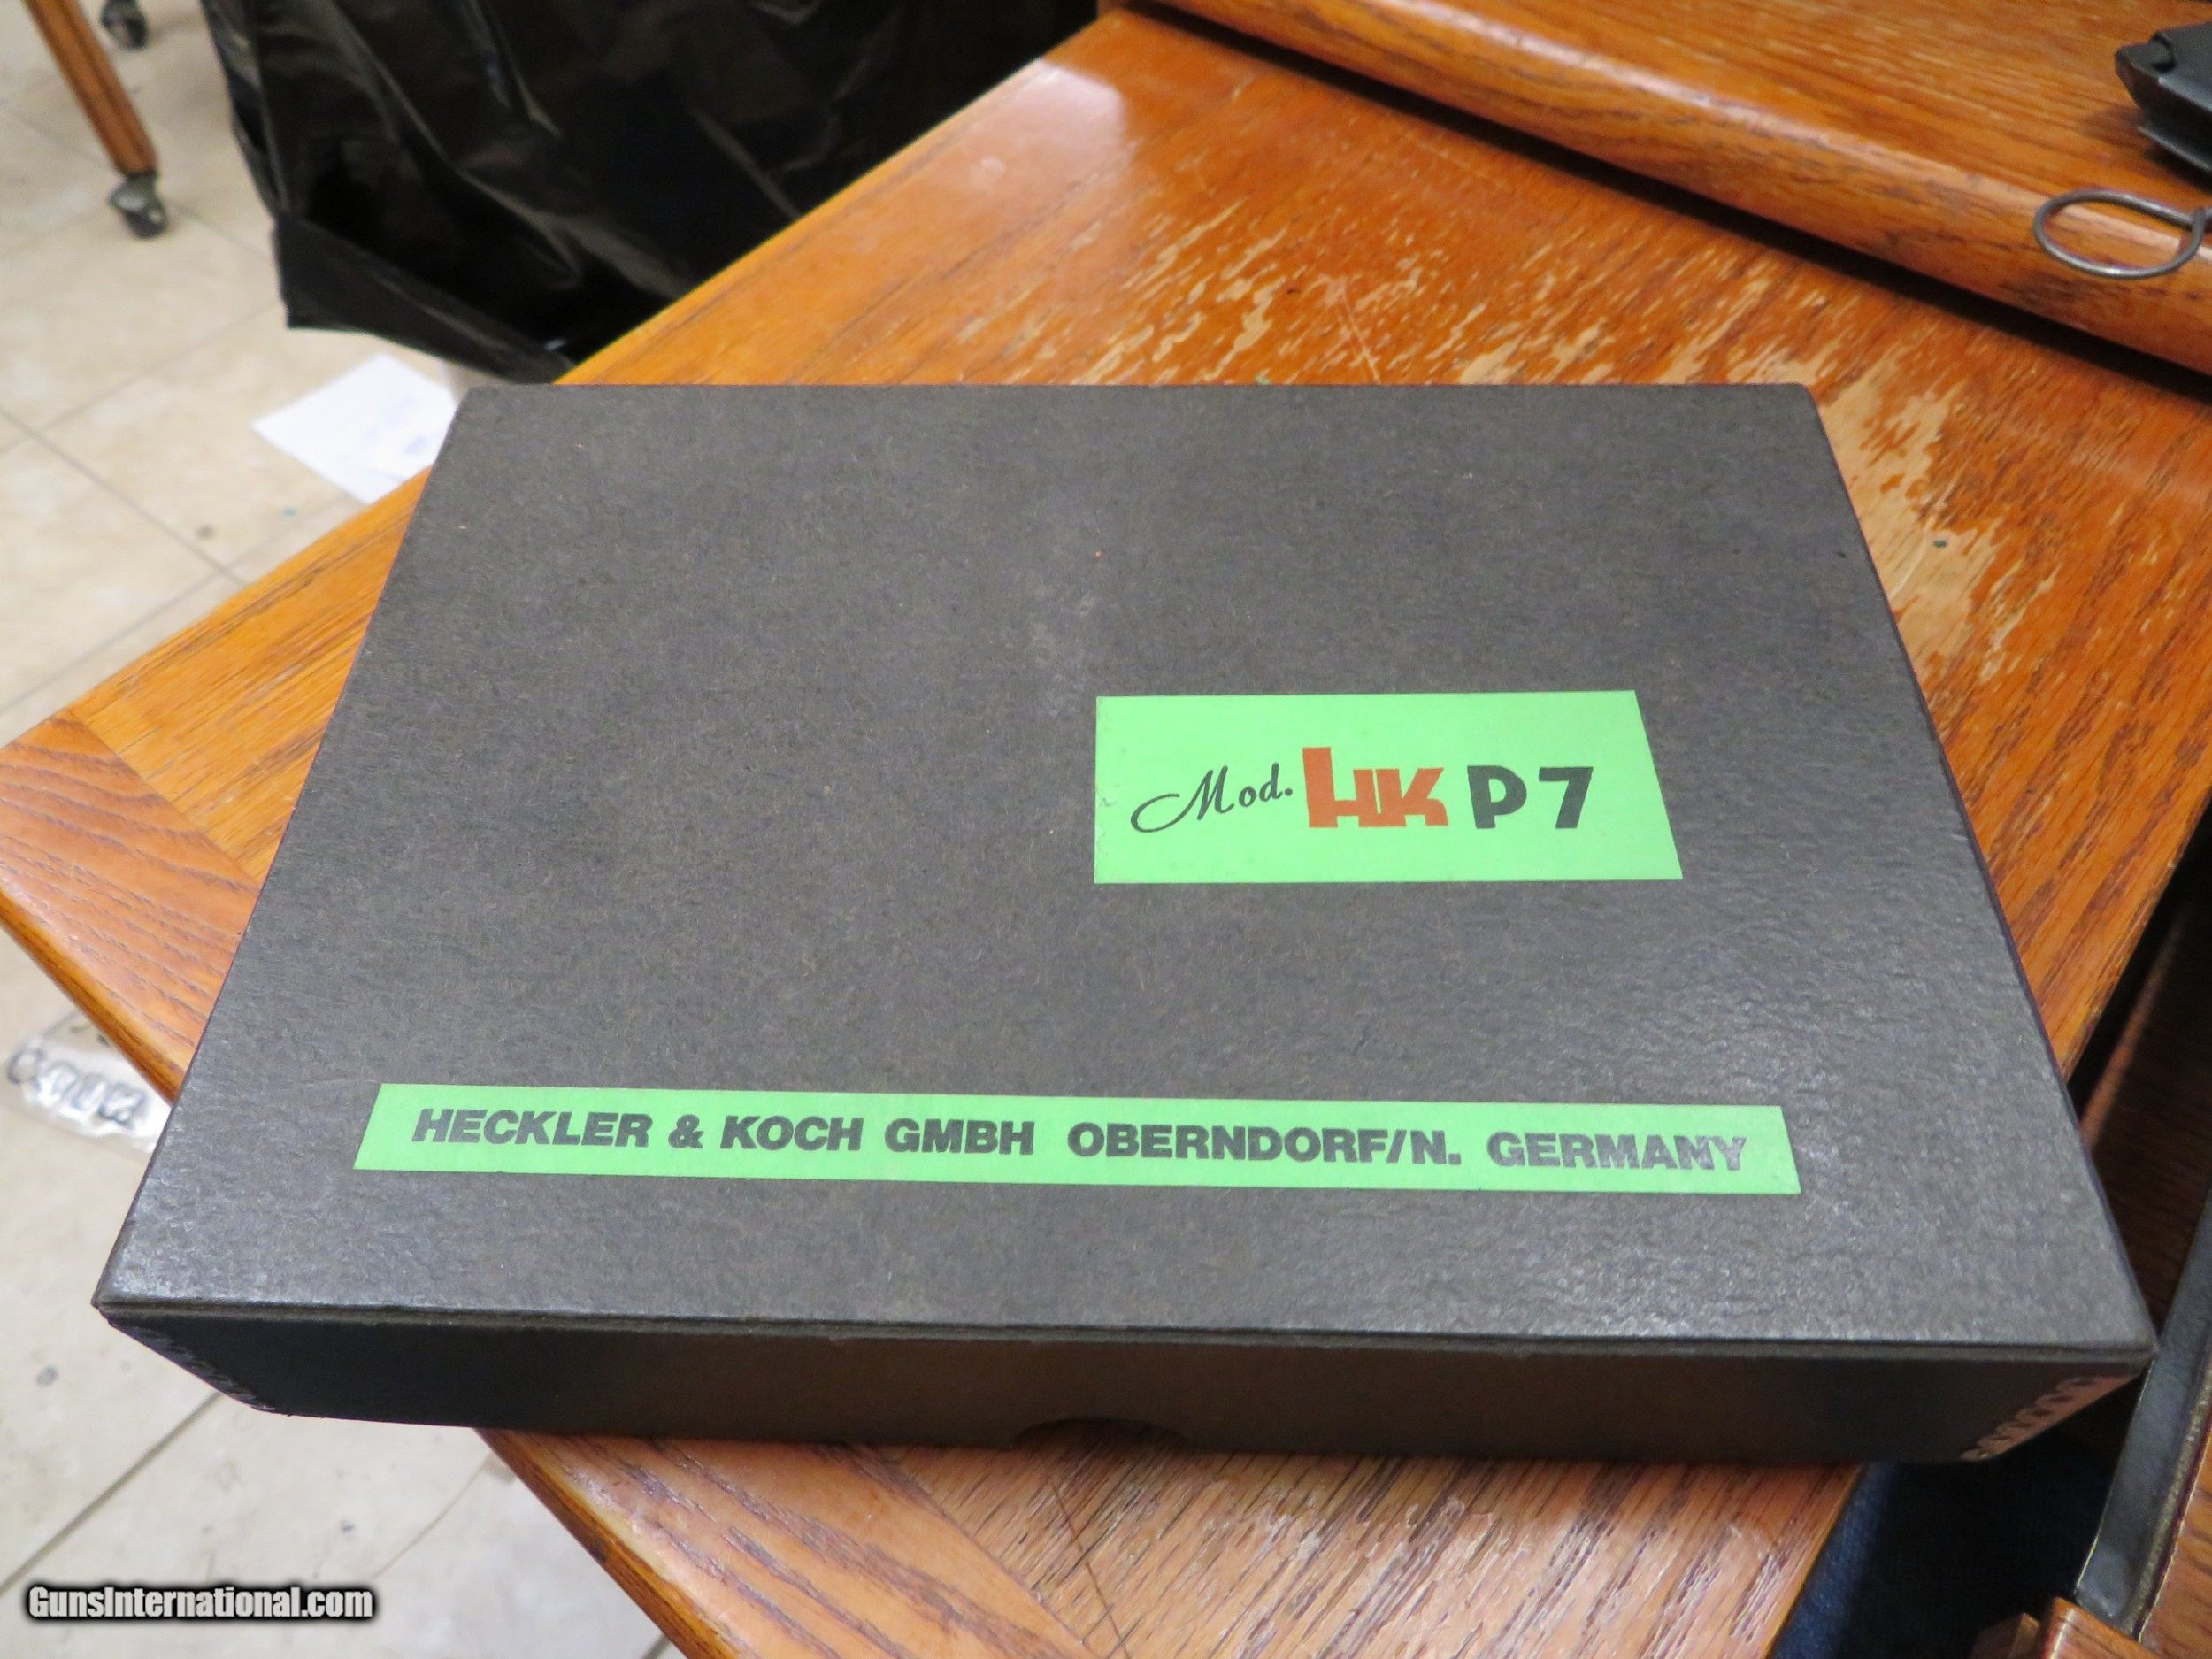 Mod. HK P7
HECKLER & KOCH GMBH OBERNDORF/N. GERMANY
GunsInternational.com